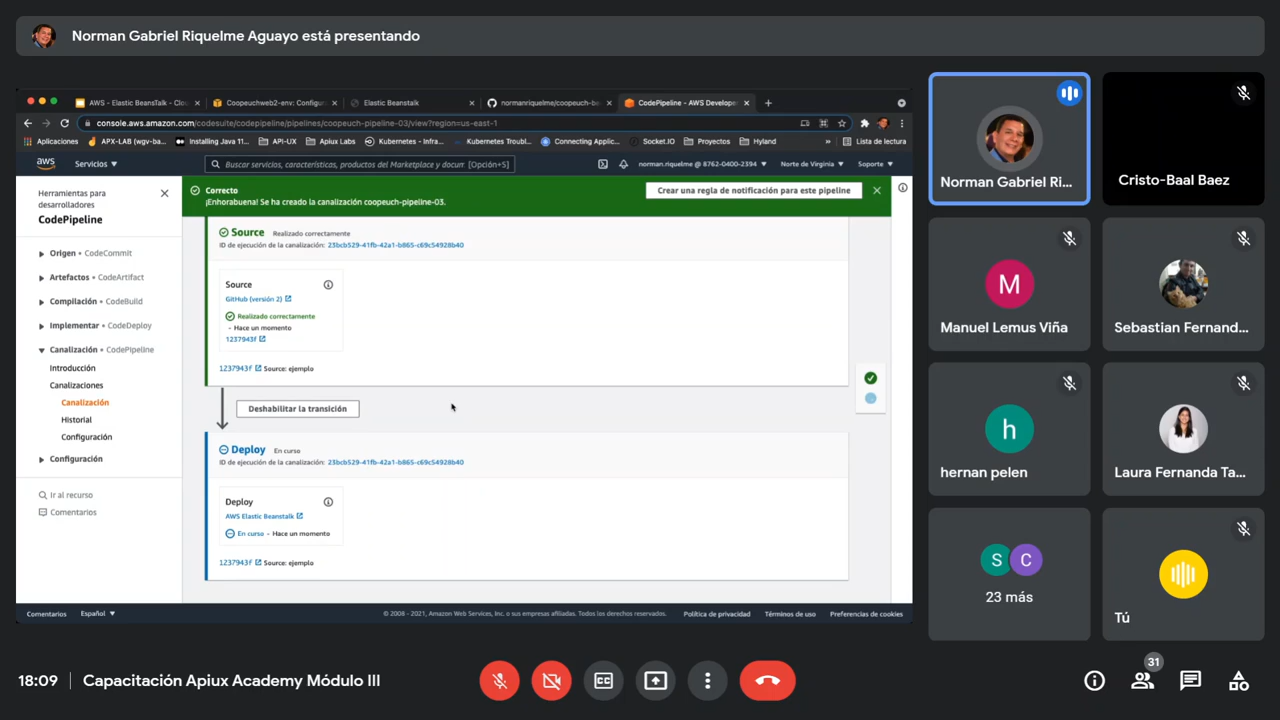 Norman Gabriel Riquelme Aguayo está presentando
AWS - Elastic BeansTalk - Clou
Coopeuchweb2-env: Configur
Elastic Beanstalk
normanriquelme/coopeuch-be
CodePipeline - AWS Develope
console.aws.amazon.com/codesuite/codepipeline/pipelines/coopeuch-pipeline-03/view?region=us-east-1
Aplicaciones
APX-LAB (wgv-ba...
Installing Java 11...
API-UX
Apiux Labs
Kubernetes - Infra...
Kubernetes Troubl...
Connecting Applic...
Socket.IO
Proyectos
Hyland
»
Lista de lectura
aws
Servicios
Buscar servicios, características, productos del Marketplace y docum [Opción+S]
norman.riquelme @ 8762-0400-2394
Norte de Virginia
Soporte
Herramientas para
desarrolladores
CodePipeline
Origen • CodeCommit
Artefactos • CodeArtifact
Compilación • CodeBuild
Implementar • CodeDeploy
Canalización • CodePipeline
Introducción
Canalizaciones
Canalización
Historial
Configuración
Configuración
Ir al recurso
Comentarios
Correcto
¡Enhorabuena! Se ha creado la canalización coopeuch-pipeline-03.
Crear una regla de notificación para este pipeline
Source Realizado correctamente
ID de ejecución de la canalización: 23bcb529-41fb-42a1-b865-c69c54928b40
Source
GitHub (versión 2)
Realizado correctamente
- Hace un momento
1237943f
1237943f Source: ejemplo
Deshabilitar la transición
Deploy En curso
ID de ejecución de la canalización: 23bcb529-41fb-42a1-b865-c69c54928b40
Deploy
AWS Elastic Beanstalk
En curso - Hace un momento
1237943f Source: ejemplo
Comentarios
Español
© 2008 - 2021, Amazon Web Services, Inc. o sus empresas afiliadas. Todos los derechos reservados.
Política de privacidad
Términos de uso
Preferencias de cookies
Norman Gabriel Ri...
Cristo-Baal Baez
M
Manuel Lemus Viña
Sebastian Fernand...
h
hernan pelen
Laura Fernanda Ta...
S
C
23 más
Tú
18:09
Capacitación Apiux Academy Módulo III
31